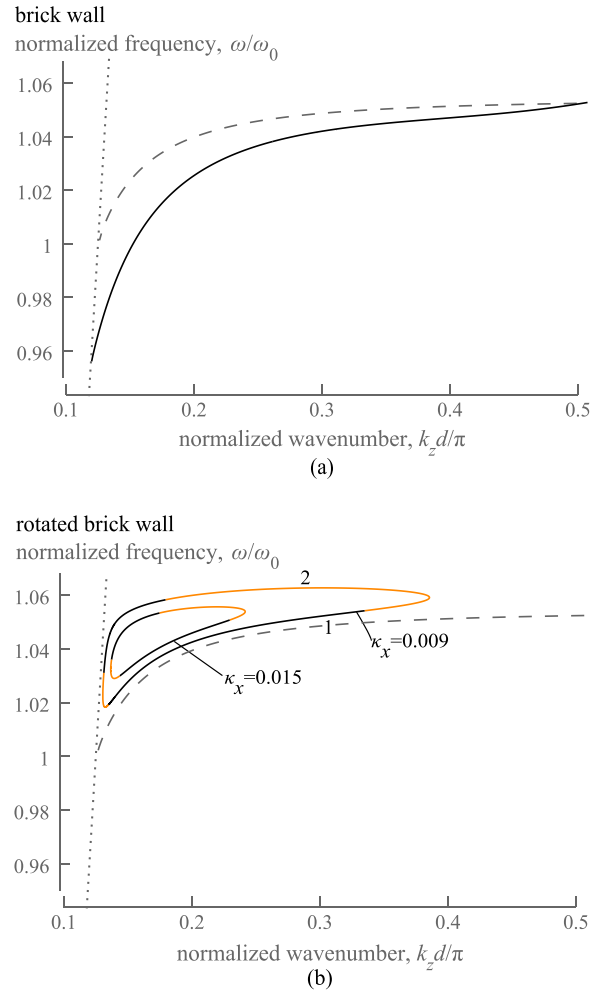 brick wall
normalized frequency, ω/ω₀
1.06
1.04
1.02
1
0.98
0.96
0.1 0.2 0.3 0.4 0.5
normalized wavenumber, k_z d/π
(a)
rotated brick wall
normalized frequency, ω/ω₀
2
1.06
1
κₓ=0.009
1.04
κₓ=0.015
1.02
1
0.98
0.96
0.1 0.2 0.3 0.4 0.5
normalized wavenumber, k_z d/π
(b)